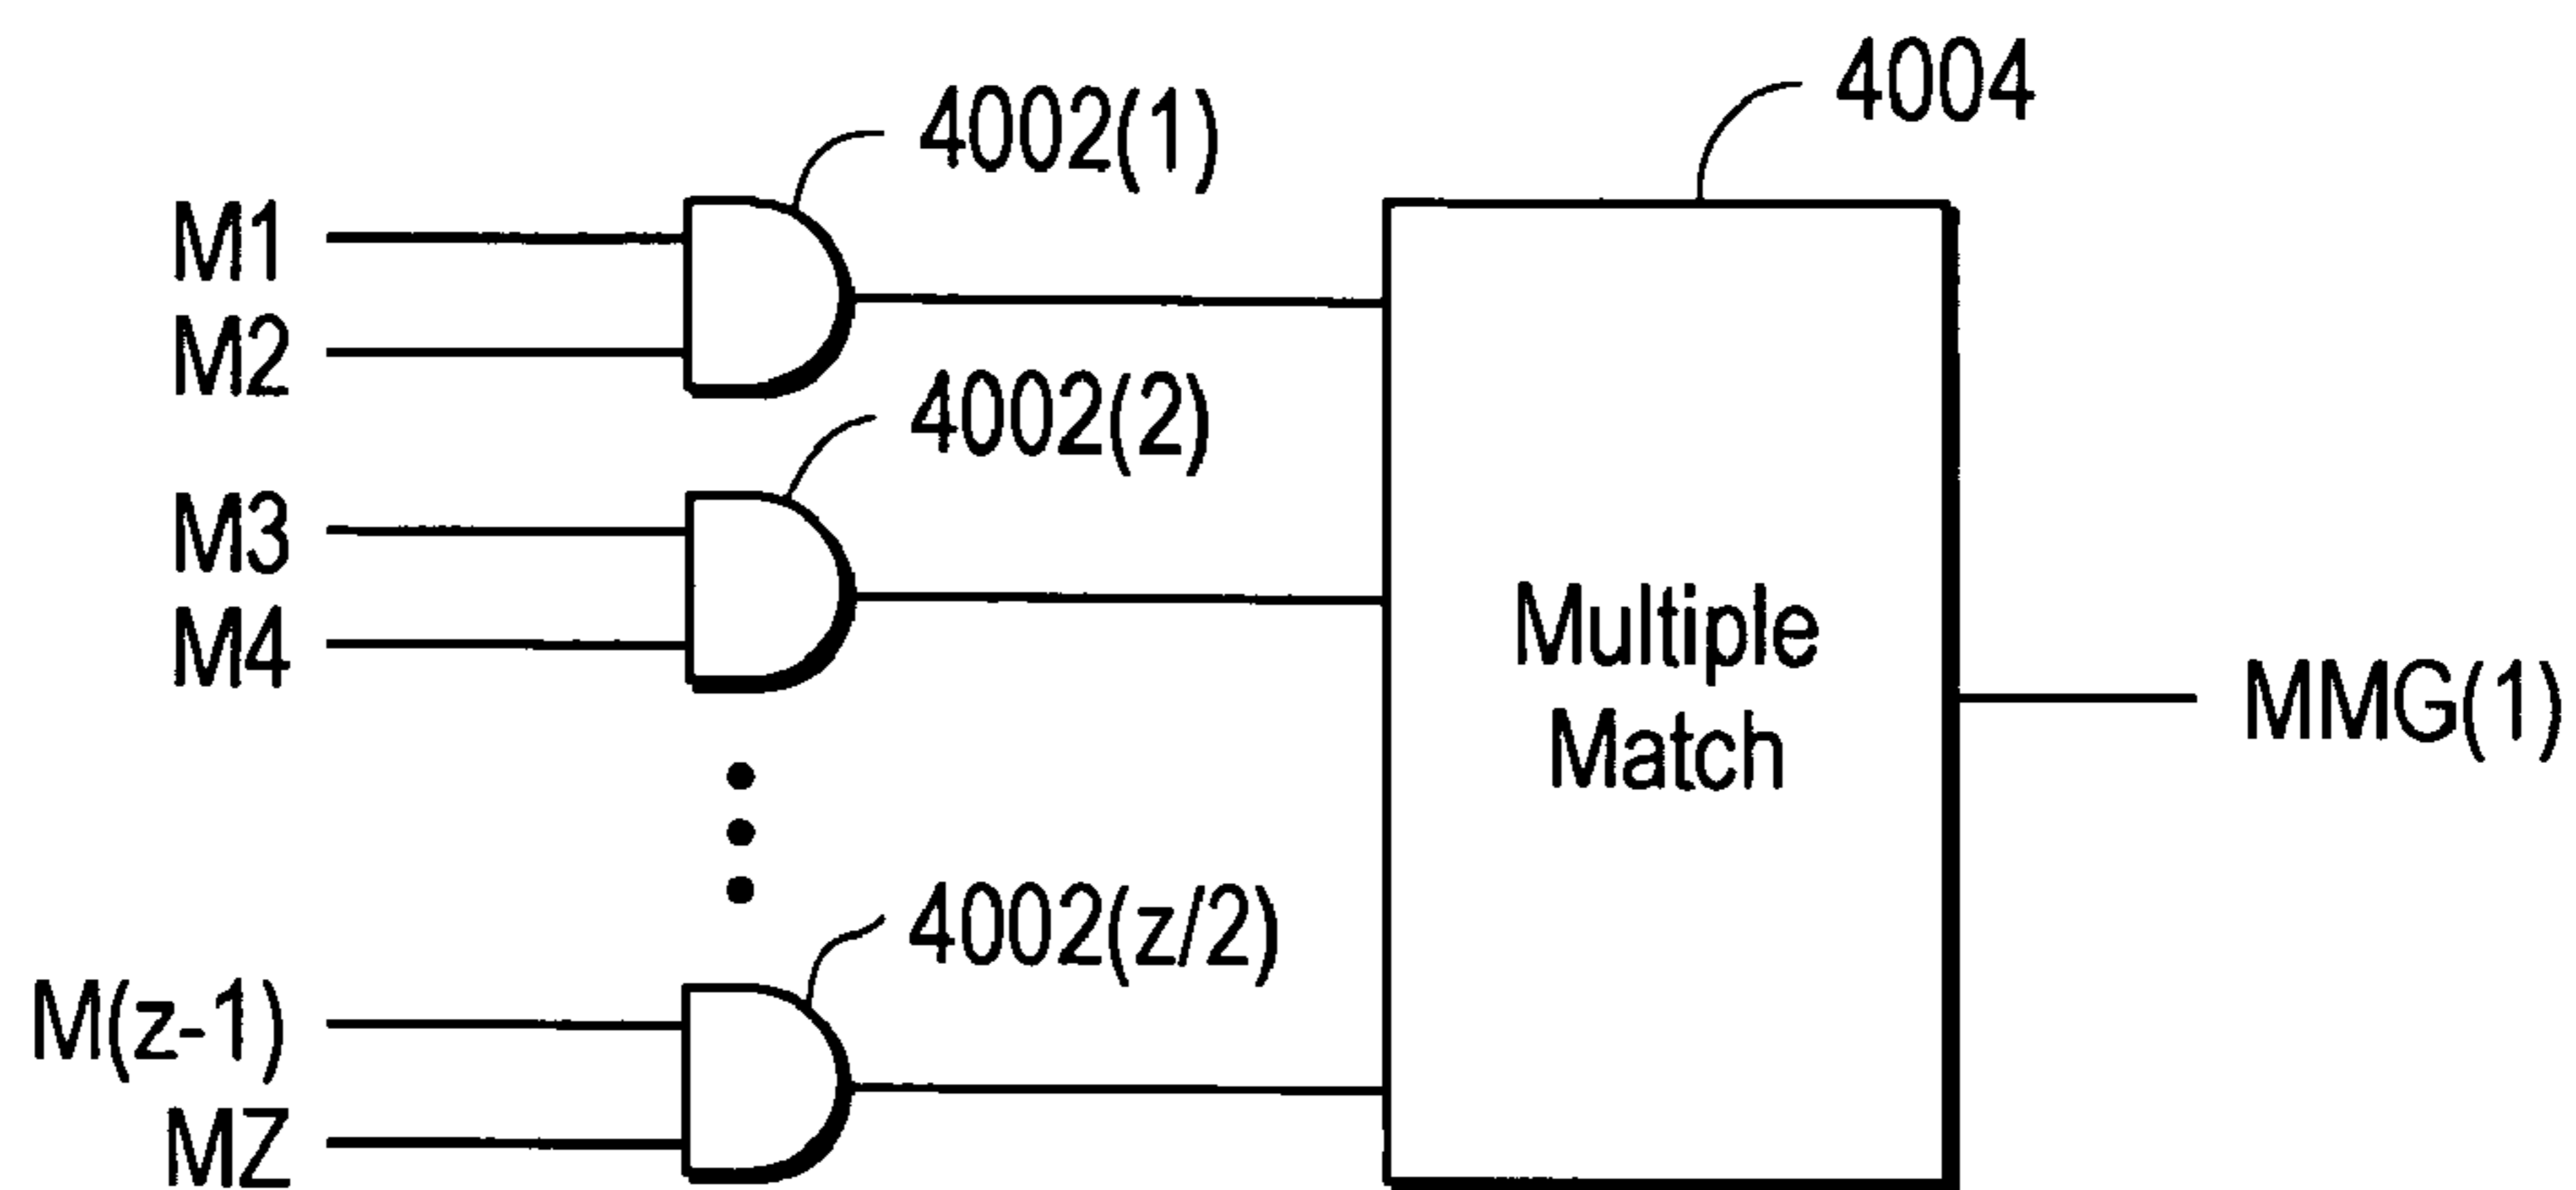 4004
4002(1)
M1
M2
4002(2)
M3
M4
Multiple
Match
MMG(1)
4002(z/2)
M(z-1)
MZ